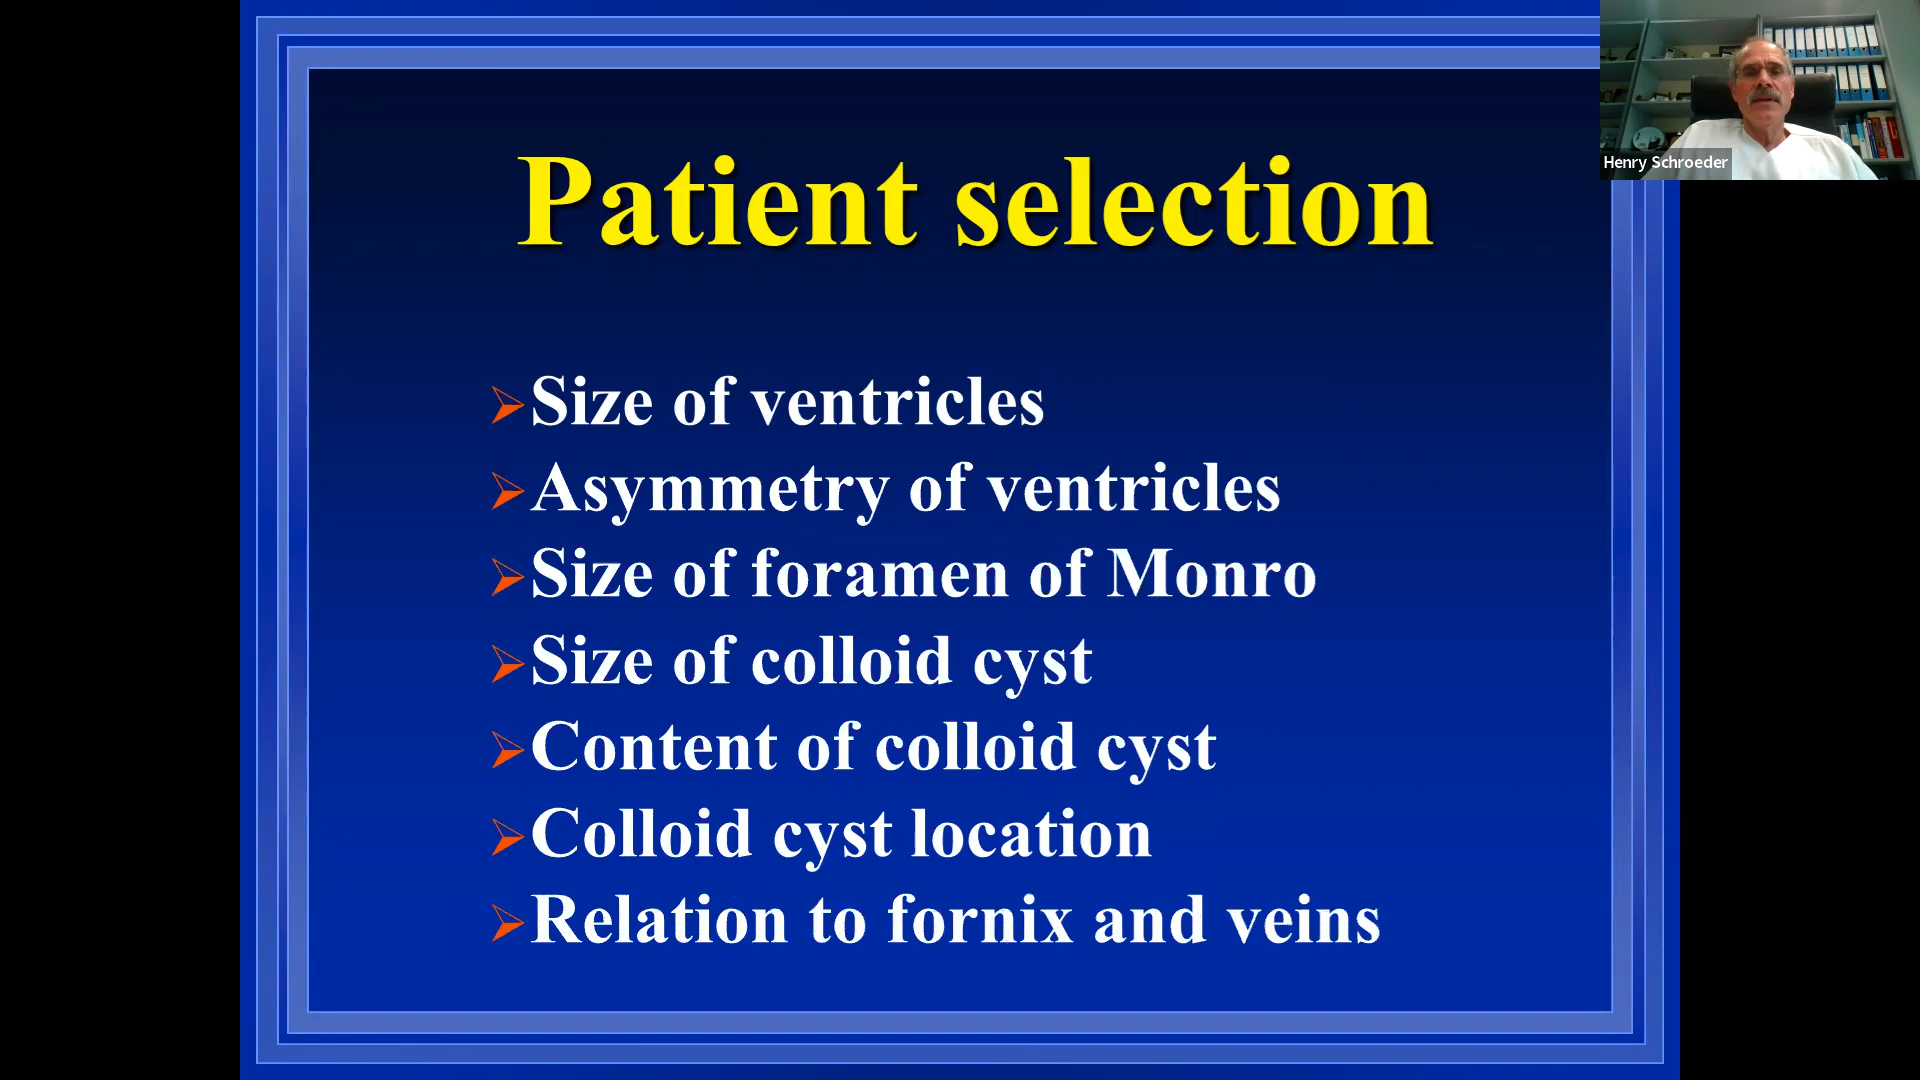 Patient selection
Henry Schroeder
Size of ventricles
Asymmetry of ventricles
Size of foramen of Monro
Size of colloid cyst
Content of colloid cyst
Colloid cyst location
Relation to fornix and veins